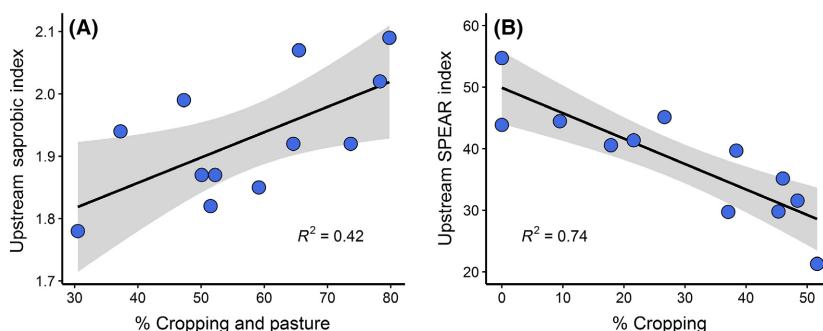 (A)
Upstream saprobic index
2.1
2.0
1.9
1.8
1.7
R² = 0.42
30 40 50 60 70 80
% Cropping and pasture
(B)
Upstream SPEAR index
60
50
40
30
20
R² = 0.74
0 10 20 30 40 50
% Cropping